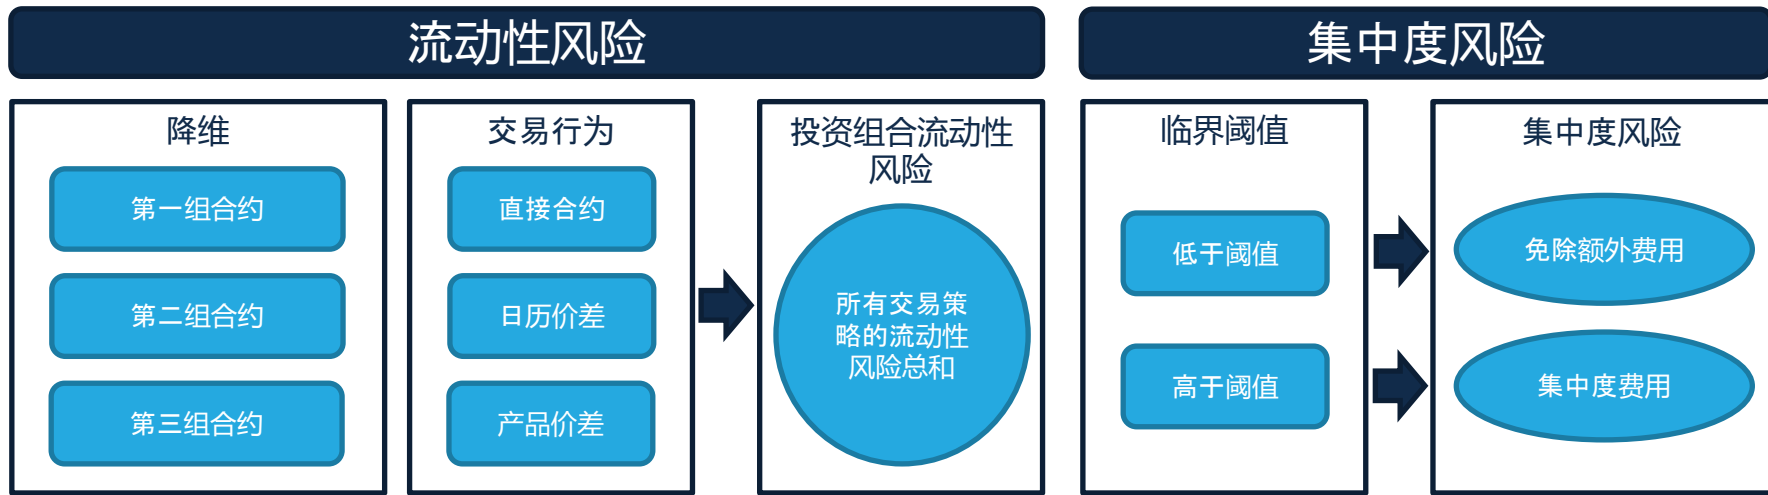 流动性风险
降维
第一组合约
第二组合约
第三组合约
交易行为
直接合约
日历价差
产品价差
投资组合流动性
风险
所有交易策
略的流动性
风险总和
集中度风险
临界阈值
低于阈值
高于阈值
集中度风险
免除额外费用
集中度费用